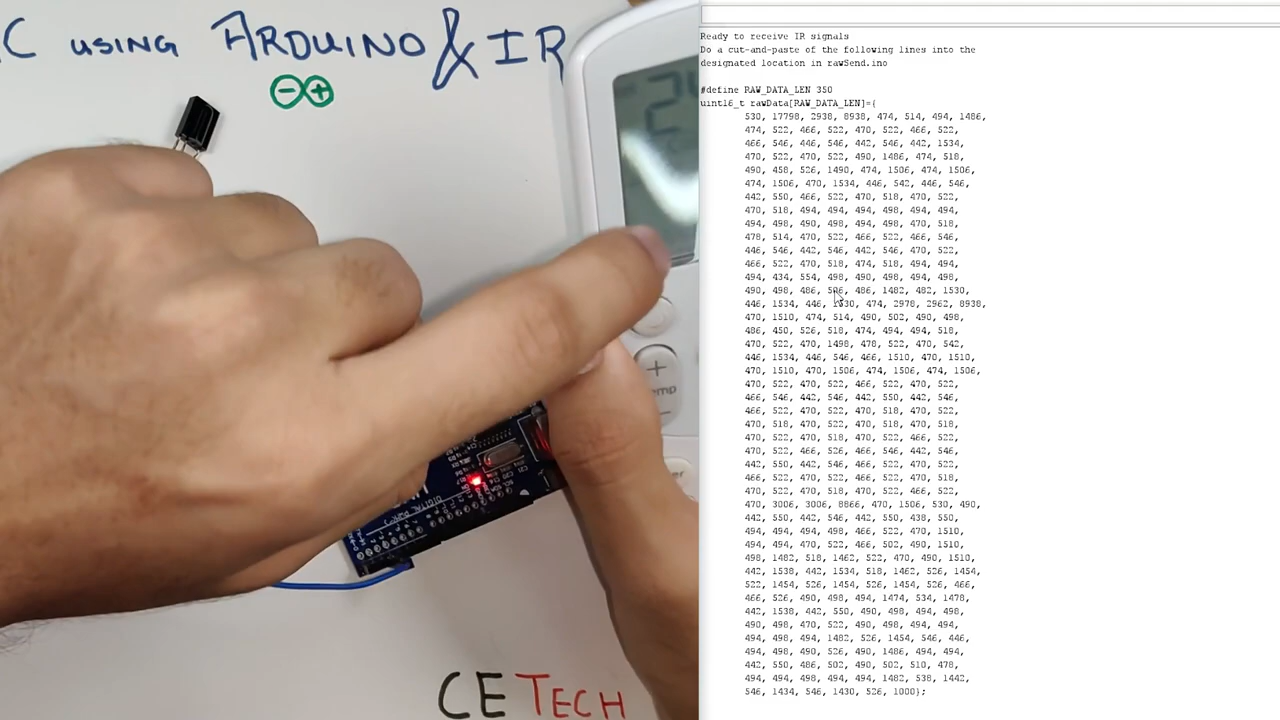 C USING ARDUINO & IR
24
+
emp
-
DIGITAL
CE TECH
Ready to receive IR signals
Do a cut-and-paste of the following lines into the
designated location in rawSend.ino
#define RAW_DATA_LEN 350
uint16_t rawData[RAW_DATA_LEN]={
530, 17798, 2938, 8938, 474, 514, 494, 1486,
474, 522, 466, 522, 470, 522, 466, 522,
466, 546, 446, 546, 442, 546, 442, 1534,
470, 522, 470, 522, 490, 1486, 474, 518,
490, 458, 526, 1490, 474, 1506, 474, 1506,
474, 1506, 470, 1534, 446, 542, 446, 546,
442, 550, 466, 522, 470, 518, 470, 522,
470, 518, 494, 494, 494, 498, 494, 494,
494, 498, 490, 498, 494, 498, 470, 518,
478, 514, 470, 522, 466, 522, 466, 546,
446, 546, 442, 546, 442, 546, 470, 522,
466, 522, 470, 518, 474, 518, 494, 494,
494, 434, 554, 498, 490, 498, 494, 498,
490, 498, 486, 486, 1482, 482, 1530,
446, 1534, 446, 1530, 474, 2978, 2962, 8938,
470, 1510, 474, 514, 490, 502, 490, 498,
486, 450, 526, 518, 474, 494, 494, 518,
470, 522, 470, 1498, 478, 522, 470, 542,
446, 1534, 446, 546, 466, 1510, 470, 1510,
470, 1510, 470, 1506, 474, 1506, 474, 1506,
470, 522, 470, 522, 466, 522, 470, 522,
466, 546, 442, 546, 442, 550, 442, 546,
466, 522, 470, 522, 470, 518, 470, 522,
470, 518, 470, 522, 470, 518, 470, 518,
470, 522, 470, 518, 470, 522, 466, 522,
470, 522, 466, 526, 466, 546, 442, 546,
442, 550, 442, 546, 466, 522, 470, 522,
466, 522, 470, 522, 470, 522, 470, 518,
470, 522, 470, 518, 470, 522, 466, 522,
470, 3006, 3006, 8866, 470, 1506, 530, 490,
442, 550, 442, 546, 442, 550, 438, 550,
494, 494, 494, 498, 466, 522, 470, 1510,
494, 494, 470, 522, 466, 502, 490, 1510,
498, 1482, 518, 1462, 522, 470, 490, 1510,
442, 1538, 442, 1534, 518, 1462, 526, 1454,
522, 1454, 526, 1454, 526, 1454, 526, 466,
466, 526, 490, 498, 494, 1474, 534, 1478,
442, 1538, 442, 550, 490, 498, 494, 498,
490, 498, 470, 522, 490, 498, 494, 494,
494, 498, 494, 1482, 526, 1454, 546, 446,
494, 498, 490, 526, 490, 1486, 494, 494,
442, 550, 486, 502, 490, 502, 510, 478,
494, 494, 498, 494, 494, 1482, 538, 1442,
546, 1434, 546, 1430, 526, 1000};